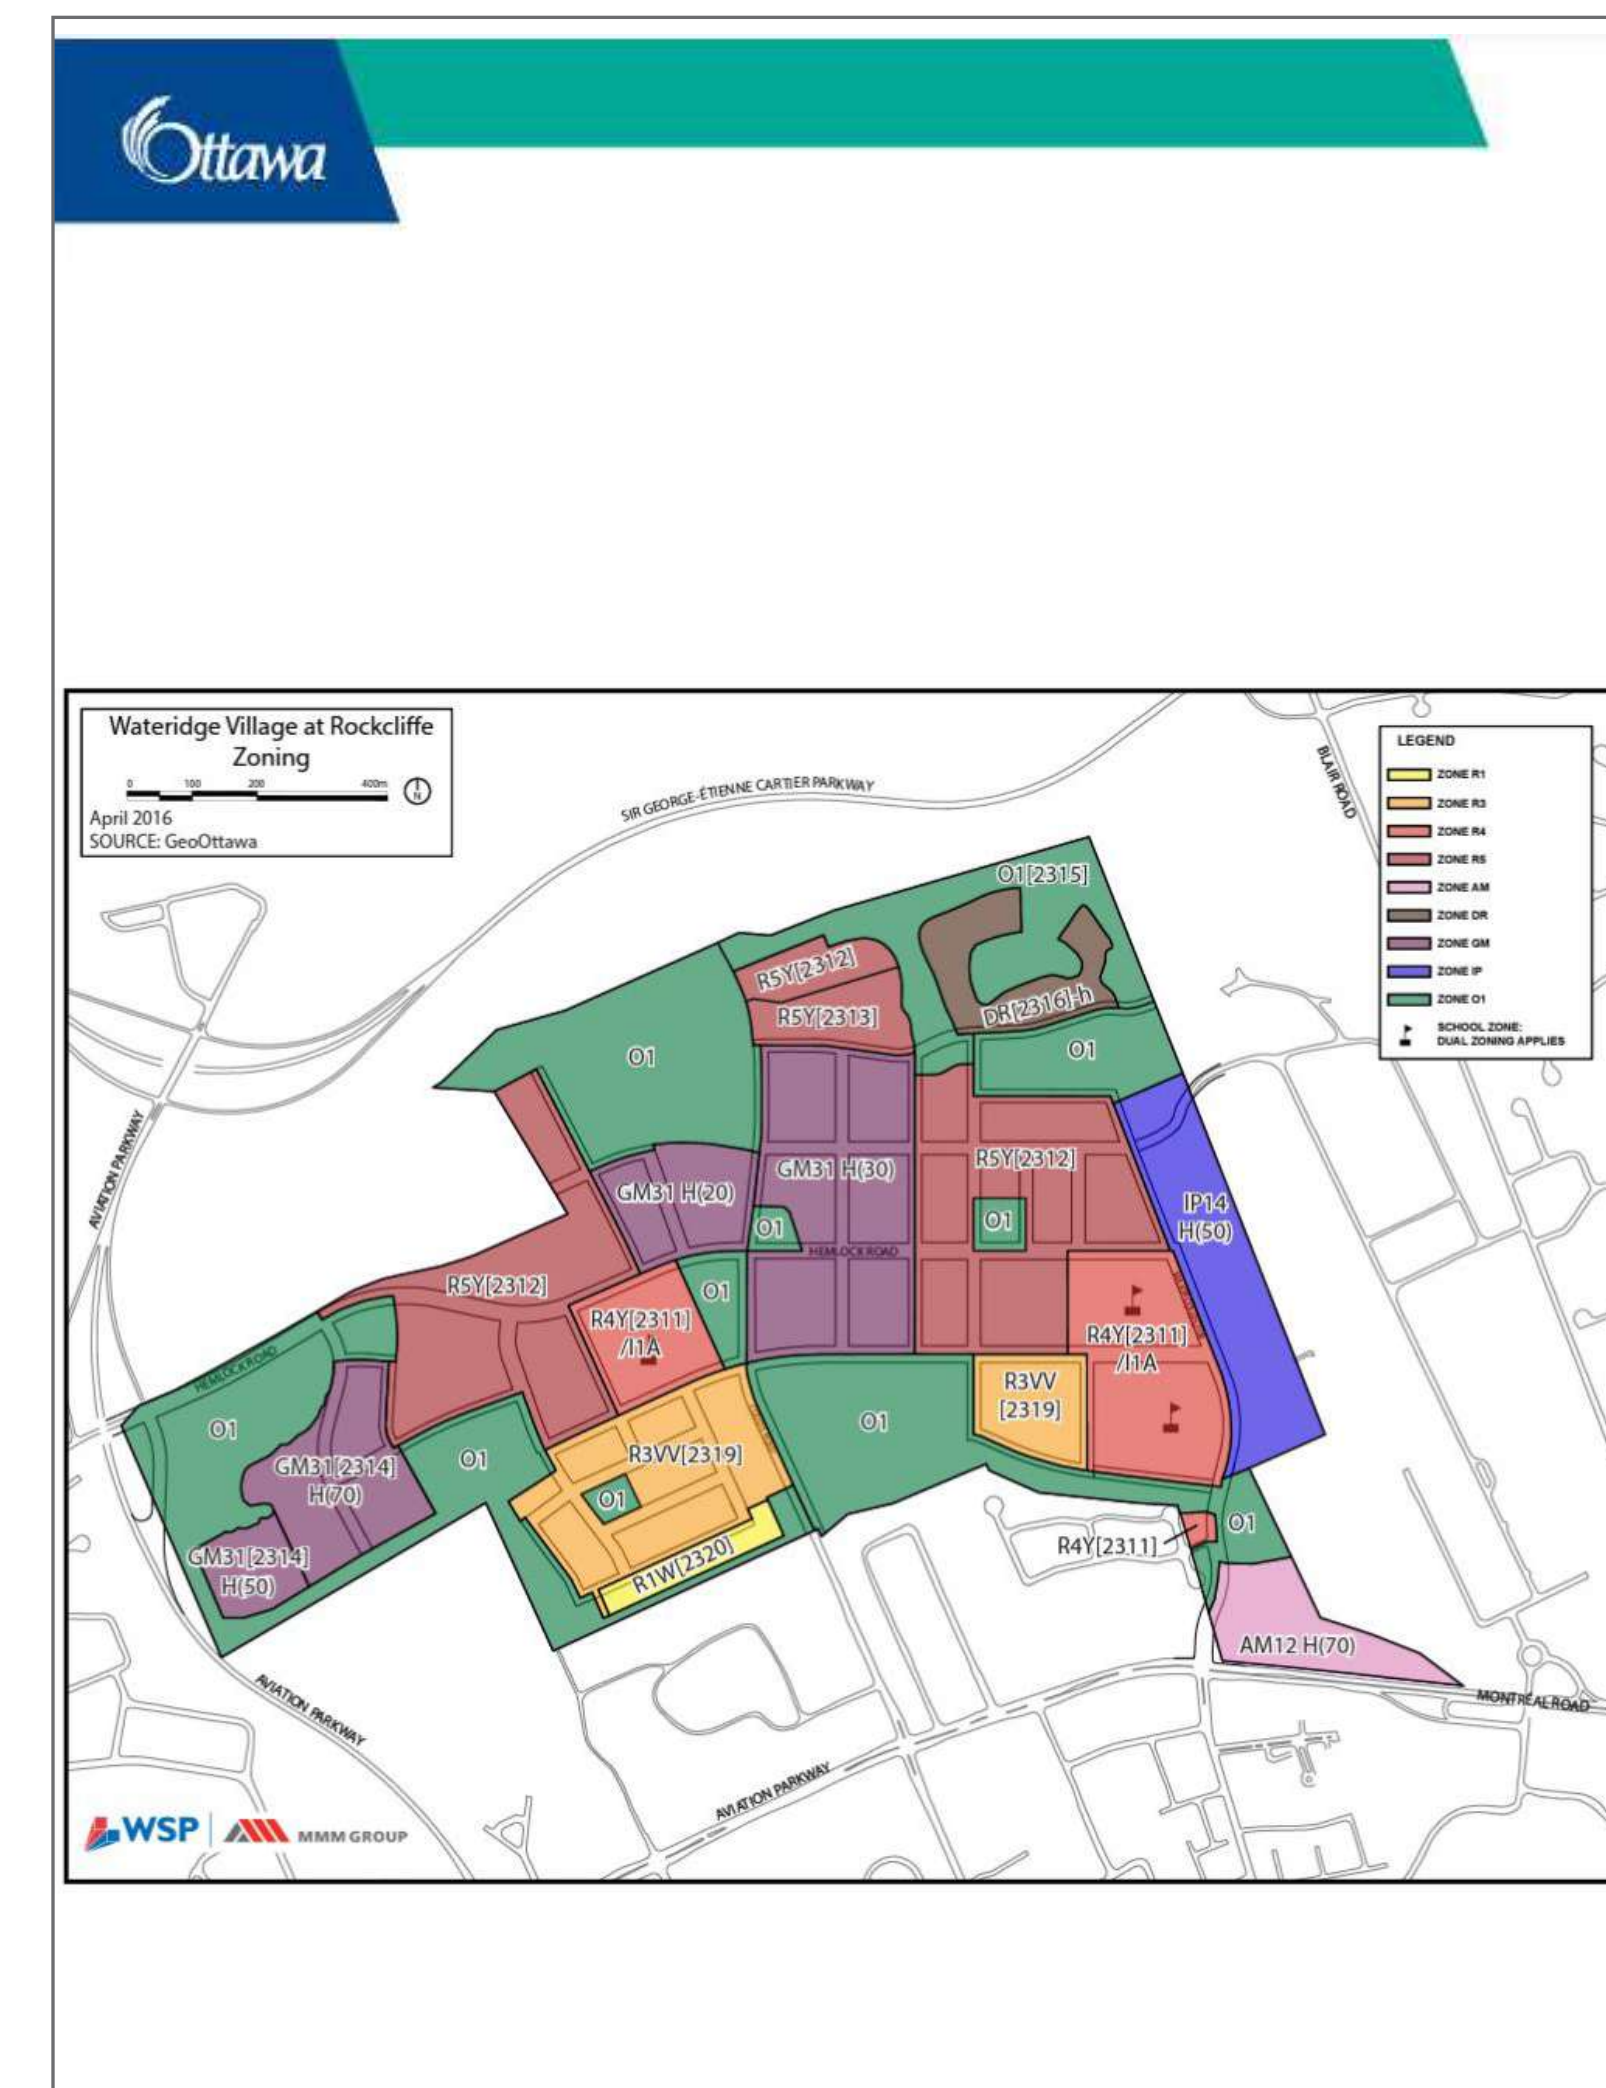 Ottawa
Wateridge Village at Rockcliffe
Zoning
0 100 200 400m
N
April 2016
SOURCE: GeoOttawa
LEGEND
ZONE R1
ZONE R3
ZONE R4
ZONE R5
ZONE AM
ZONE DR
ZONE GM
ZONE IP
ZONE O1
SCHOOL ZONE:
DUAL ZONING APPLIES
BLAIR ROAD
SIR GEORGE-ÉTIENNE CARTIER PARKWAY
O1[2315]
R5Y[2312]
R5Y[2313]
DR[2316]-h
O1
O1
AVIATION PARKWAY
GM31 H(20)
GM31 H(30)
R5Y[2312]
IP14
H(50)
O1
O1
HEMLOCK ROAD
R5Y[2312]
O1
R4Y[2311]
/I1A
R4Y[2311]
/I1A
HEMLOCK ROAD
R3VV
[2319]
O1
O1
O1
R3VV[2319]
GM31[2314]
H(70)
O1
O1
R4Y[2311]
GM31[2314]
H(50)
R1W[2320]
AM12 H(70)
MONTRÉAL ROAD
AVIATION PARKWAY
AVIATION PARKWAY
WSP
MMM GROUP